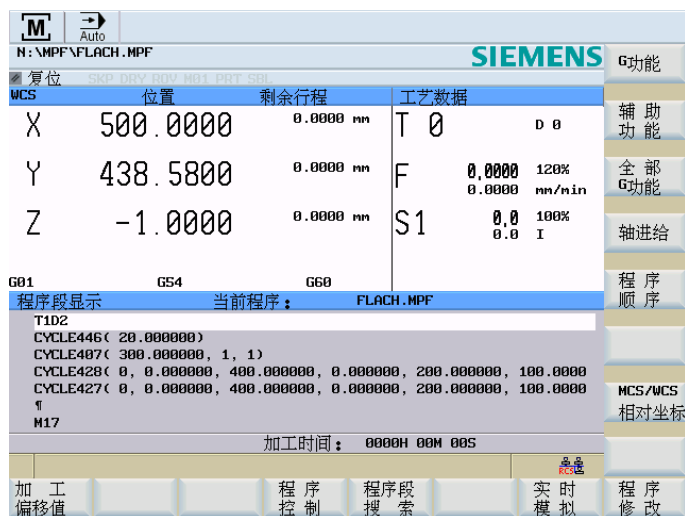 M
Auto
N:\MPF\FLACH.MPF
SIEMENS
复位 SKP DRY ROV M01 PRT SBL
WCS 位置 剩余行程 工艺数据
X 500.0000 0.0000 mm T 0 D 0
Y 438.5800 0.0000 mm F 0.0000 120%
0.0000 mm/min
Z -1.0000 0.0000 mm S1 0.0 100%
0.0 I
G01 G54 G60
程序段显示 当前程序: FLACH.MPF
T1D2
CYCLE446( 20.000000)
CYCLE407( 300.000000, 1, 1)
CYCLE428( 0, 0.000000, 400.000000, 0.000000, 200.000000, 100.0000
CYCLE427( 0, 0.000000, 400.000000, 0.000000, 200.000000, 100.0000
¶
M17
加工时间: 0000H 00M 00S
RCS
G功能
辅助
功能
全部
G功能
轴进给
程序
顺序
MCS/WCS
相对坐标
加工
偏移值
程序
控制
程序段
搜索
实时
模拟
程序
修改